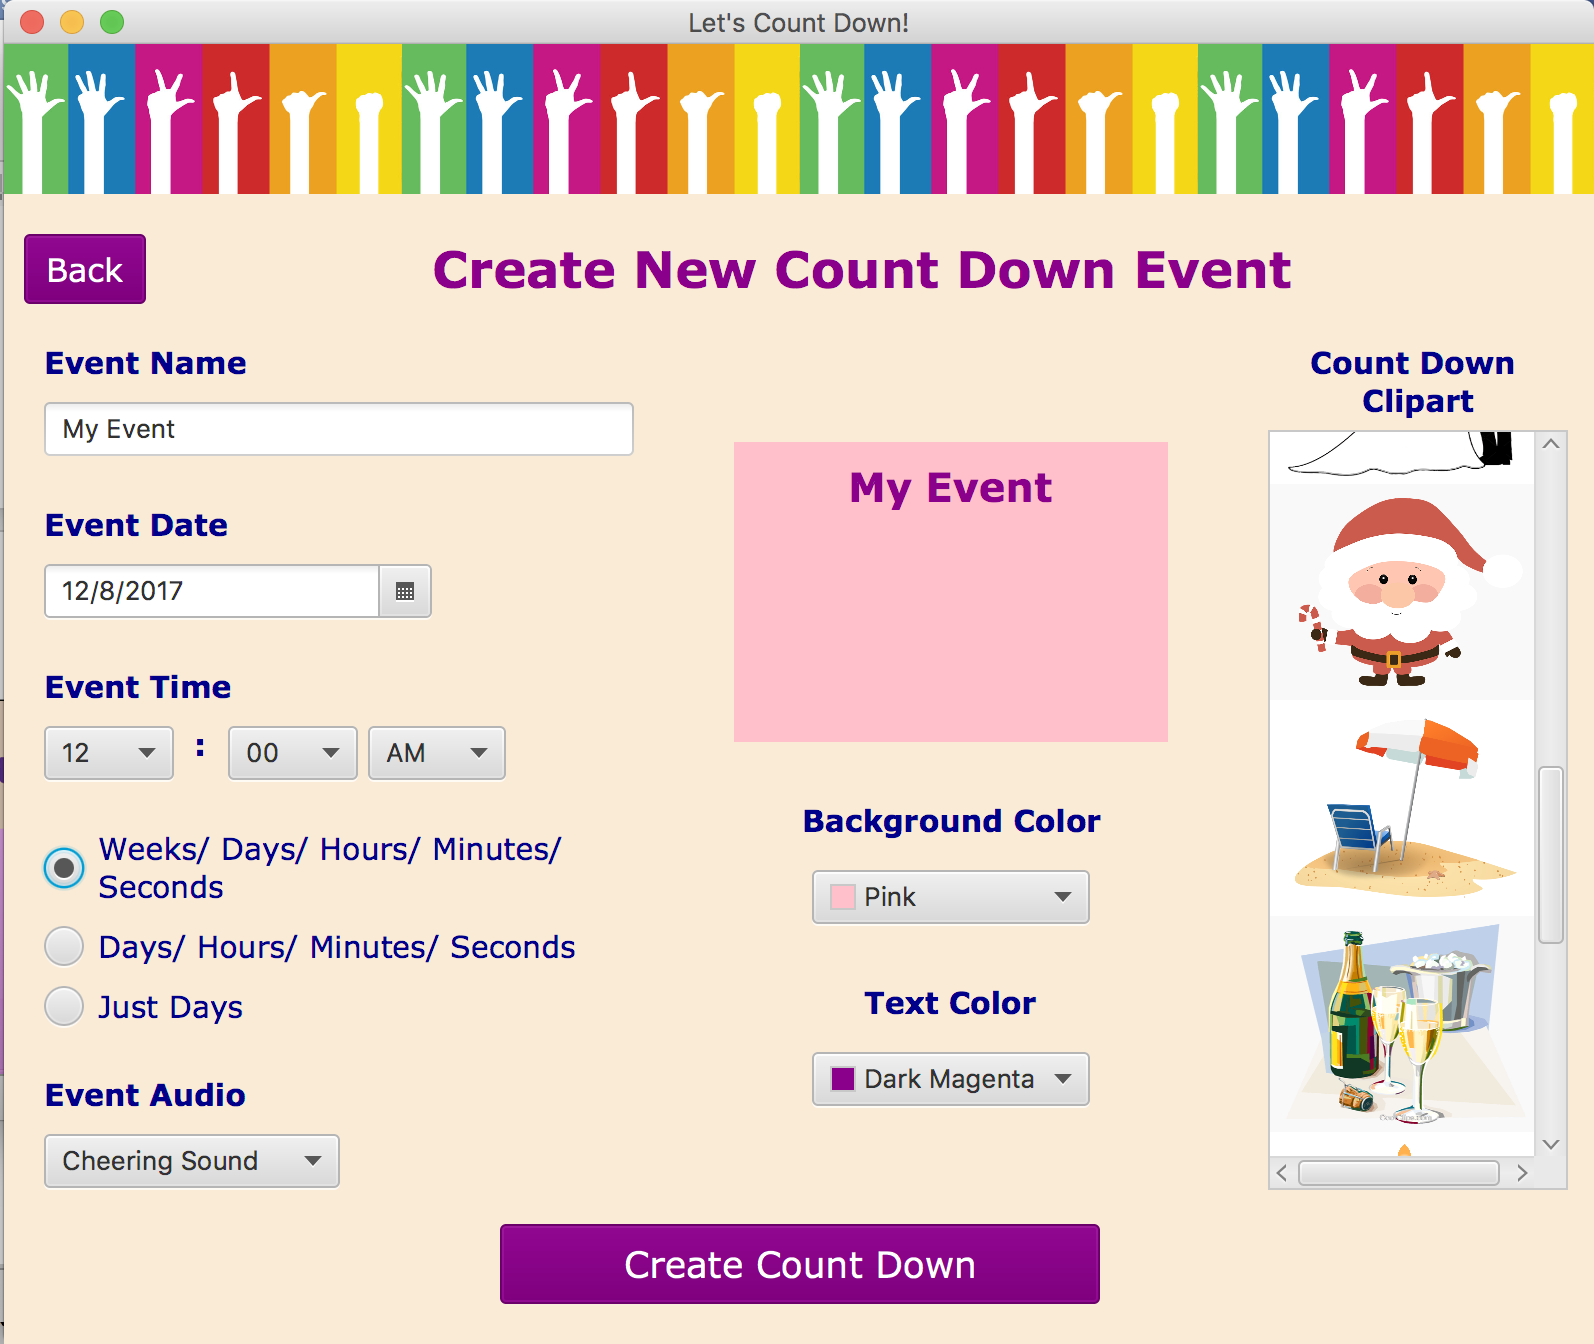 Let's Count Down!
Back
Create New Count Down Event
Event Name
My Event
Event Date
12/8/2017
Event Time
12 : 00 AM
Weeks/ Days/ Hours/ Minutes/
Seconds
Days/ Hours/ Minutes/ Seconds
Just Days
Event Audio
Cheering Sound
My Event
Background Color
Pink
Text Color
Dark Magenta
Count Down
Clipart
Create Count Down